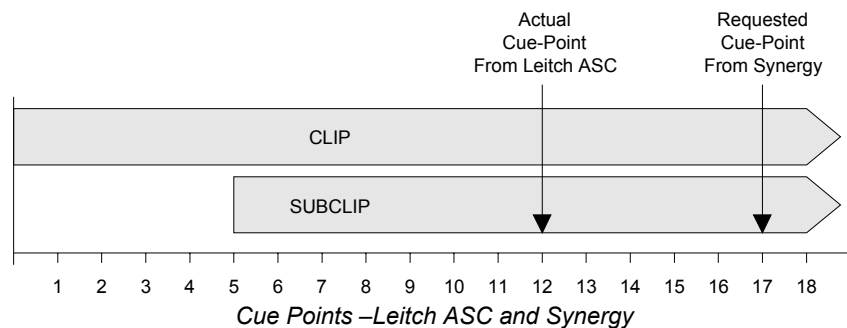 Actual
Cue-Point
From Leitch ASC
Requested
Cue-Point
From Synergy
CLIP
SUBCLIP
1 2 3 4 5 6 7 8 9 10 11 12 13 14 15 16 17 18
Cue Points –Leitch ASC and Synergy